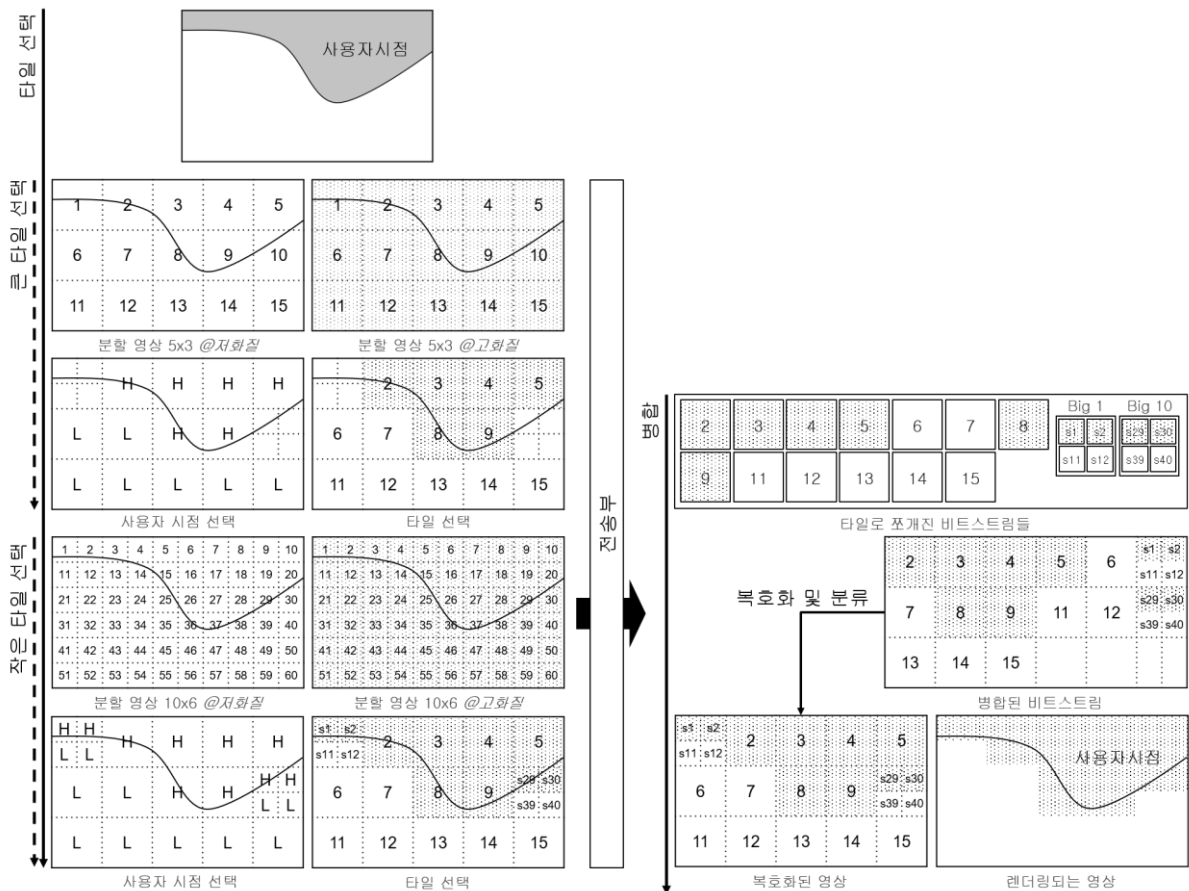 타일 선택
사용자시점
큰 타일 선택
1 2 3 4 5
6 7 8 9 10
11 12 13 14 15
분할 영상 5x3 @저화질
1 2 3 4 5
6 7 8 9 10
11 12 13 14 15
분할 영상 5x3 @고화질
H H H H
L L H H
L L L L L
사용자 시점 선택
2 3 4 5
6 7 8 9
11 12 13 14 15
타일 선택
작은 타일 선택
1 2 3 4 5 6 7 8 9 10
11 12 13 14 15 16 17 18 19 20
21 22 23 24 25 26 27 28 29 30
31 32 33 34 35 36 37 38 39 40
41 42 43 44 45 46 47 48 49 50
51 52 53 54 55 56 57 58 59 60
분할 영상 10x6 @저화질
1 2 3 4 5 6 7 8 9 10
11 12 13 14 15 16 17 18 19 20
21 22 23 24 25 26 27 28 29 30
31 32 33 34 35 36 37 38 39 40
41 42 43 44 45 46 47 48 49 50
51 52 53 54 55 56 57 58 59 60
분할 영상 10x6 @고화질
H H
L L
H H H H
L L H H
H H
L L
L L L L L
사용자 시점 선택
s1 s2
s11 s12
2 3 4 5
6 7 8 9
s29 s30
s39 s40
11 12 13 14 15
타일 선택
전송부
병합
2 3 4 5 6 7 8
9 11 12 13 14 15
Big 1
s1 s2
s11 s12
Big 10
s29 s30
s39 s40
타일로 쪼개진 비트스트림들
2 3 4 5 6
s1 s2
s11 s12
7 8 9 11 12
s29 s30
s39 s40
13 14 15
병합된 비트스트림
복호화 및 분류
s1 s2
s11 s12
2 3 4 5
6 7 8 9
s29 s30
s39 s40
11 12 13 14 15
복호화된 영상
사용자시점
렌더링되는 영상